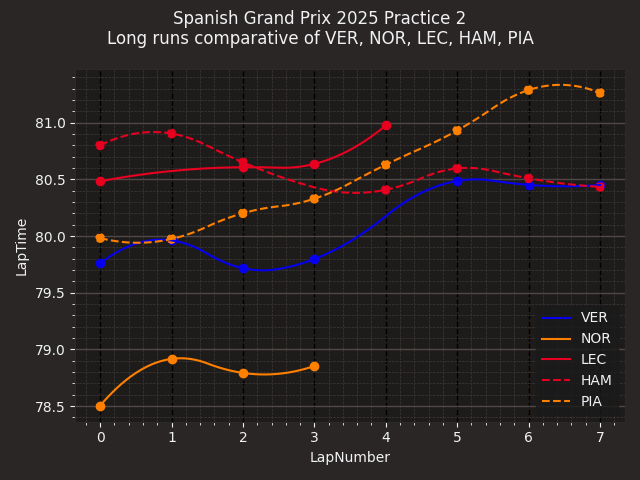 Spanish Grand Prix 2025 Practice 2
Long runs comparative of VER, NOR, LEC, HAM, PIA
LapTime
81.0
80.5
80.0
79.5
79.0
78.5
VER
NOR
LEC
HAM
PIA
0 1 2 3 4 5 6 7
LapNumber